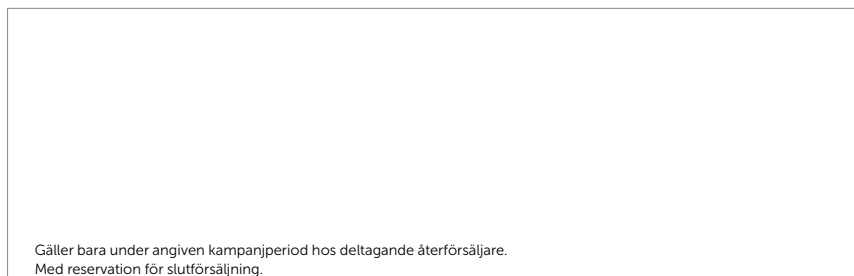 Gäller bara under angiven kampanjperiod hos deltagande återförsäljare.
Med reservation för slutförsäljning.